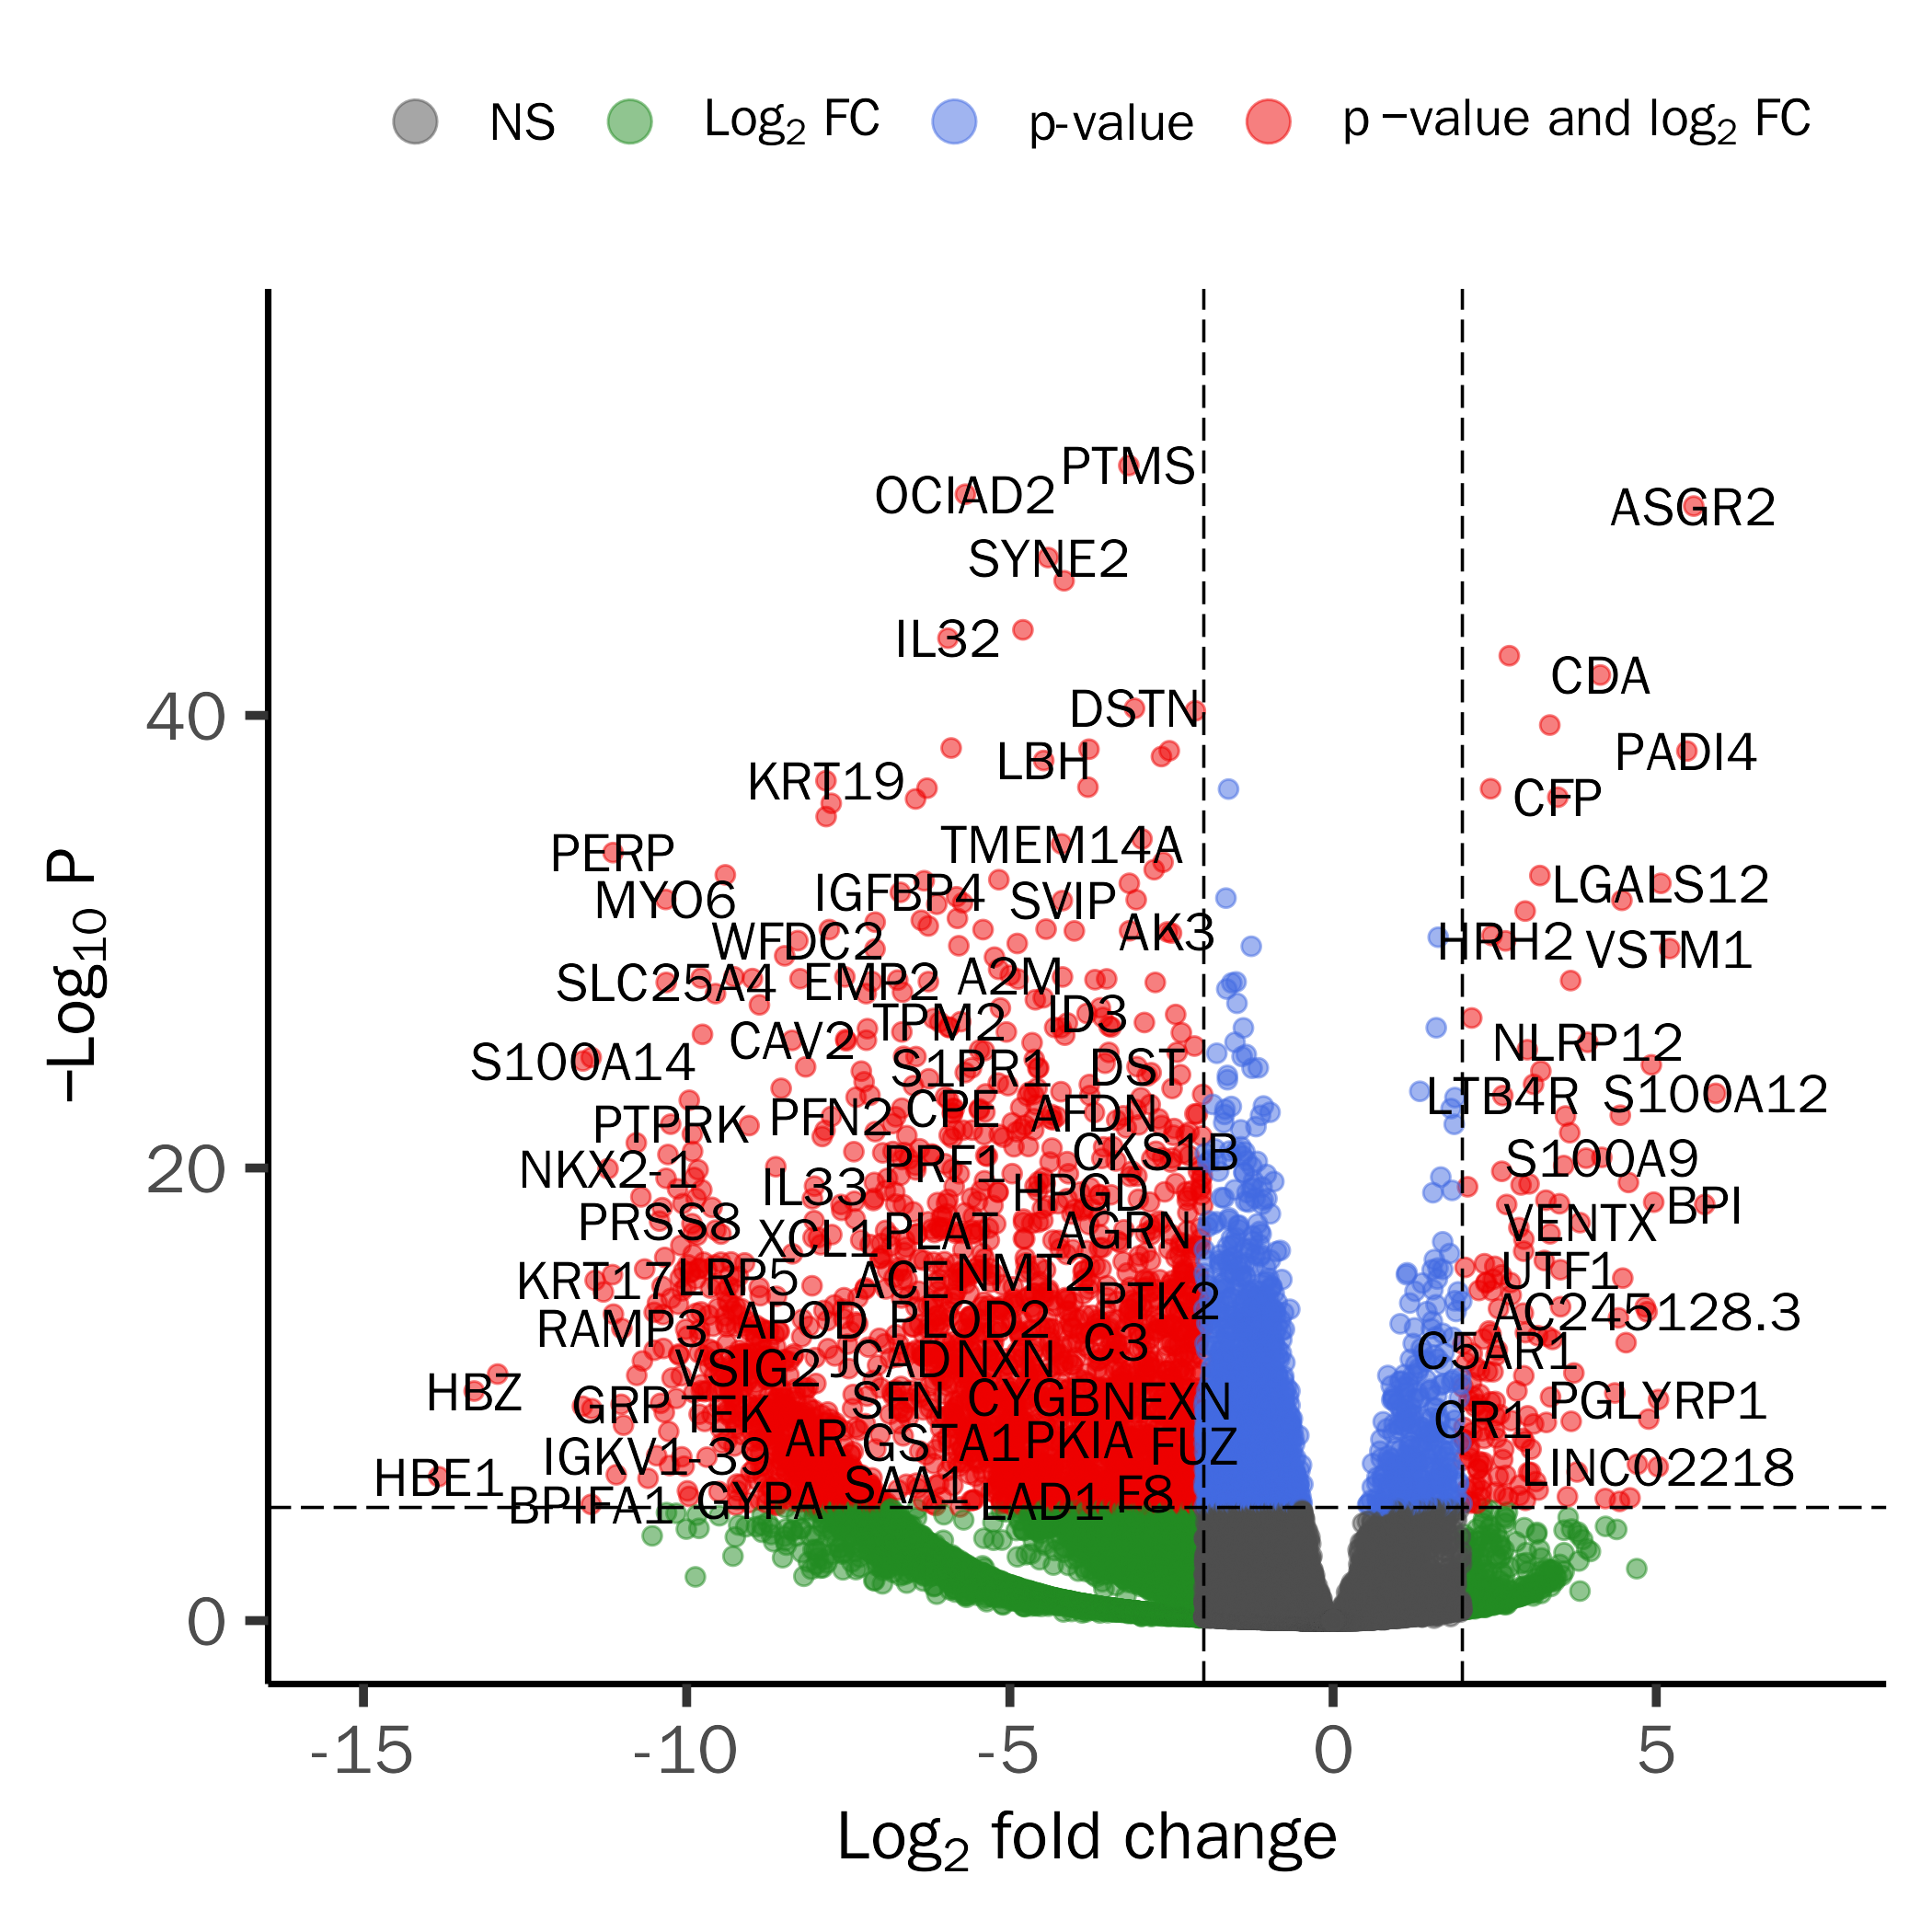 NS Log2 FC p-value p −value and log2 FC
PTMS
OCIAD2 ASGR2
SYNE2
IL32
CDA
40 DSTN
LBH PADI4
KRT19 CFP
TMEM14A
PERP
MYO6 IGFBP4 SVIP LGALS12
WFDC2 AK3 HRH2 VSTM1
SLC25A4 EMP2 A2M
TPM2 ID3
CAV2 NLRP12
S100A14 S1PR1 DST
LTB4R S100A12
PTPRK PFN2 CPE AFDN
20 NKX2-1 PRF1 CKS1B S100A9
IL33 HPGD BPI
PRSS8 XCL1 PLAT AGRN VENTX
KRT17 LRP5 ACE NMT2 UTF1
RAMP3 APOD PLOD2 PTK2 AC245128.3
C3 C5AR1
VSIG2 JCAD NXN
HBZ GRP TEK SFN CYGB NEXN PGLYRP1
CR1
IGKV1-39 AR GSTA1 PKIA FUZ
HBE1 LINC02218
BPIFA1 GYPA SAA1 LAD1 F8
0
−Log10 P
-15 -10 -5 0 5
Log2 fold change